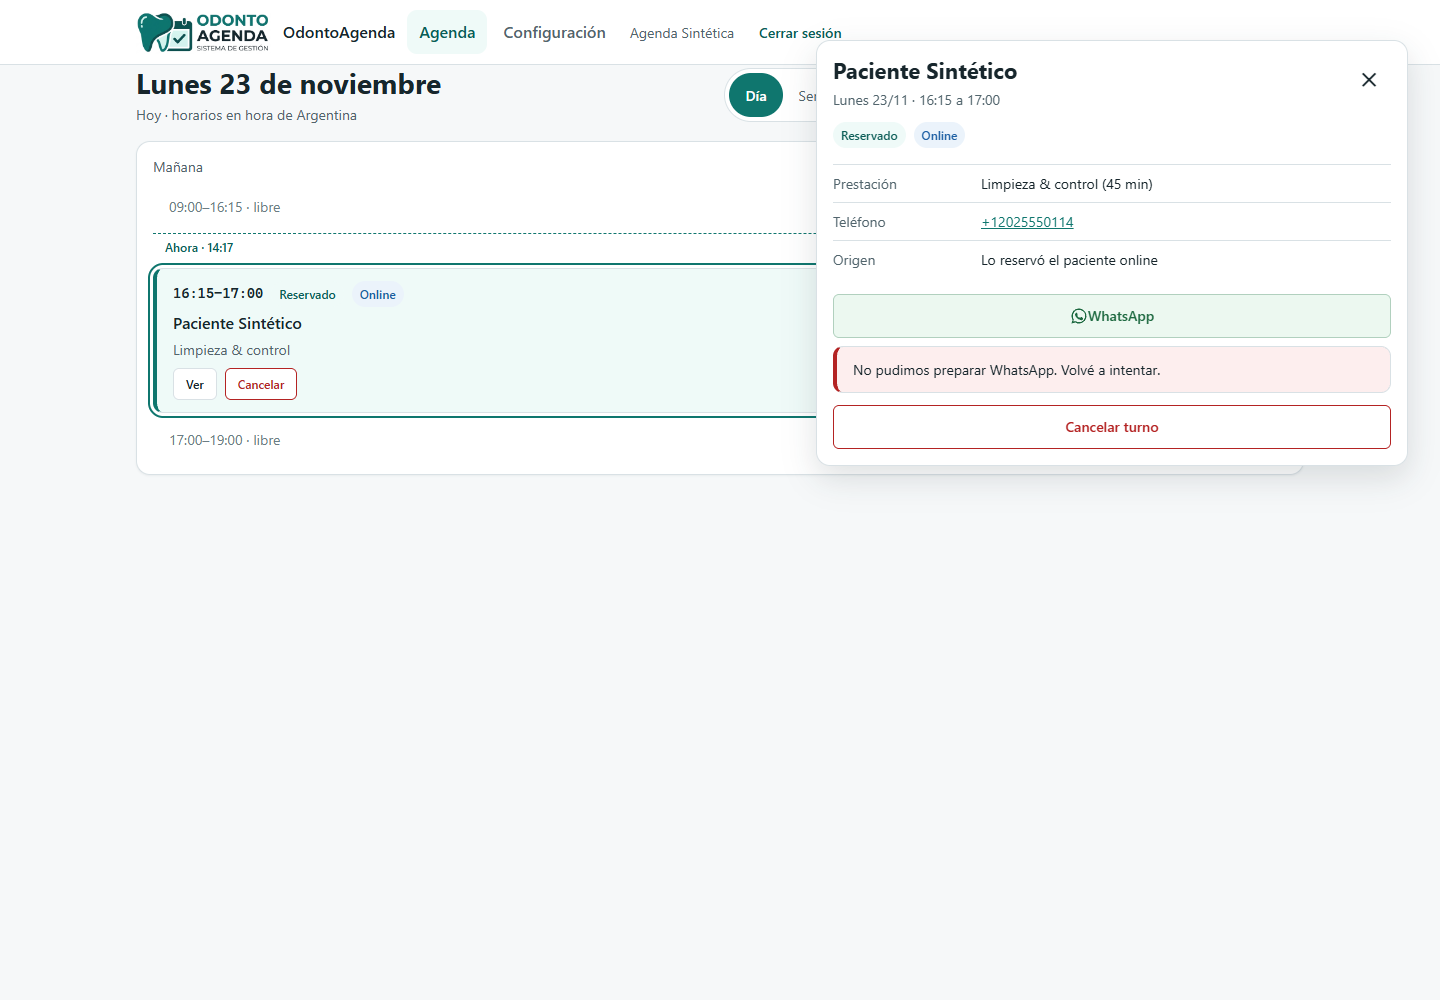 ODONTO
AGENDA
SISTEMA DE GESTIÓN
OdontoAgenda
Agenda
Configuración
Agenda Sintética
Cerrar sesión
Lunes 23 de noviembre
Hoy · horarios en hora de Argentina
Día
Mañana
09:00–16:15 · libre
Ahora · 14:17
16:15–17:00 Reservado Online
Paciente Sintético
Limpieza & control
Ver Cancelar
17:00–19:00 · libre
Paciente Sintético
Lunes 23/11 · 16:15 a 17:00
Reservado Online
Prestación Limpieza & control (45 min)
Teléfono +12025550114
Origen Lo reservó el paciente online
WhatsApp
No pudimos preparar WhatsApp. Volvé a intentar.
Cancelar turno